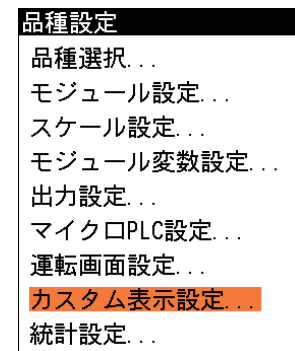 品種設定
品種選択...
モジュール設定...
スケール設定...
モジュール変数設定...
出力設定...
マイクロPLC設定...
運転画面設定...
カスタム表示設定...
統計設定...